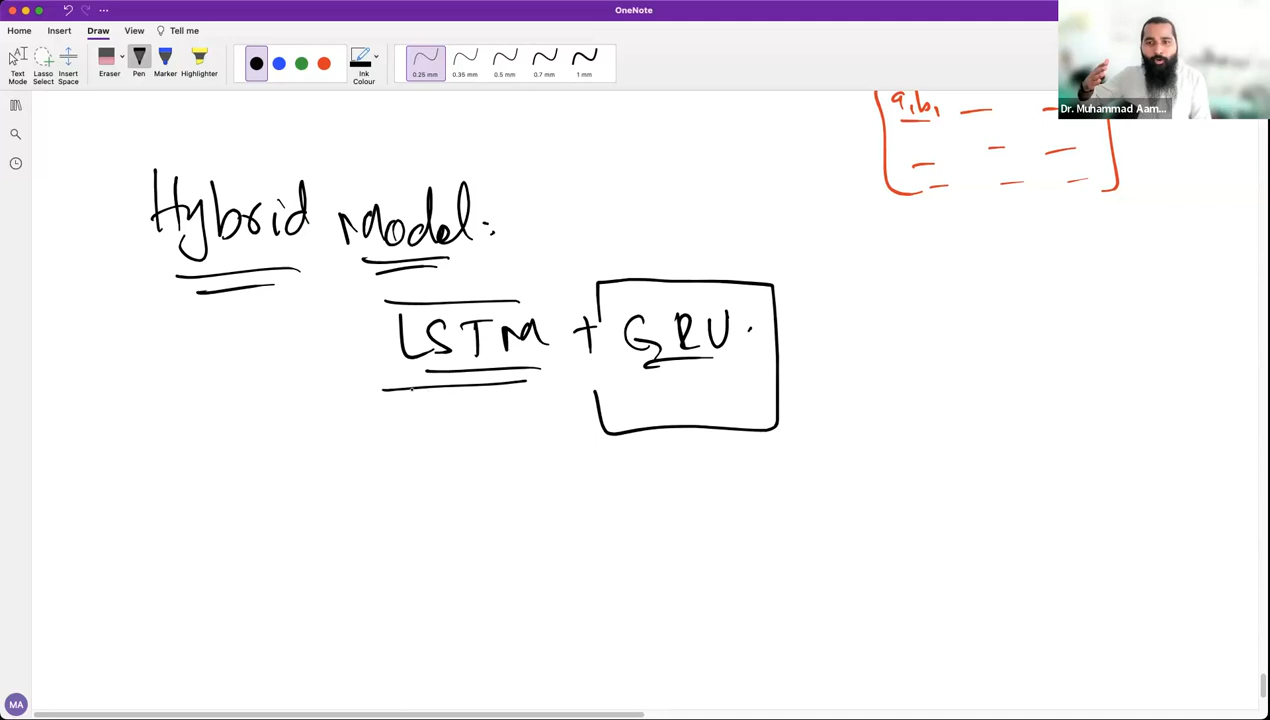 OneNote
Home Insert Draw View Tell me
Text Mode Lasso Select Insert Space Eraser Pen Marker Highlighter 0.25 mm 0.35 mm 0.5 mm 0.7 mm 1 mm Ink Colour
Dr. Muhammad Aam...
a₁b₁
Hybrid Model:
LSTM + GRU.
MA